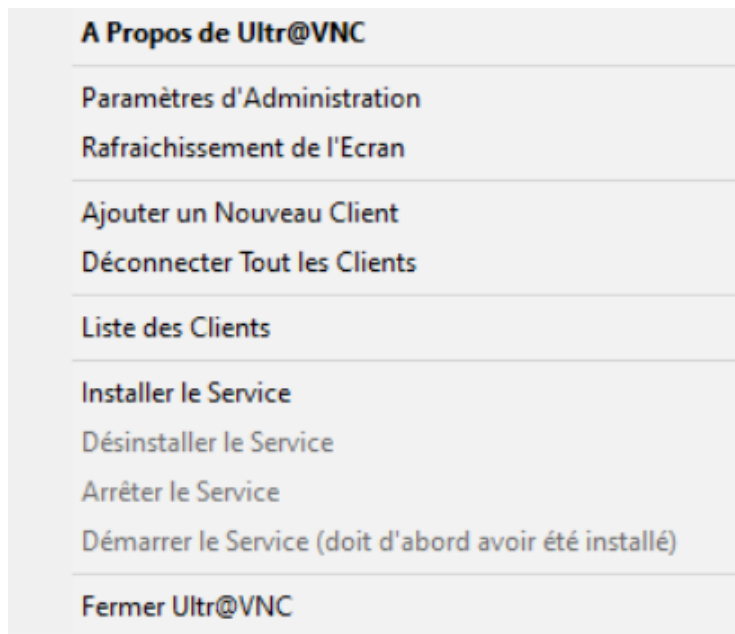 A Propos de Ultr@VNC
Paramètres d'Administration
Rafraichissement de l'Ecran
Ajouter un Nouveau Client
Déconnecter Tout les Clients
Liste des Clients
Installer le Service
Désinstaller le Service
Arrêter le Service
Démarrer le Service (doit d'abord avoir été installé)
Fermer Ultr@VNC